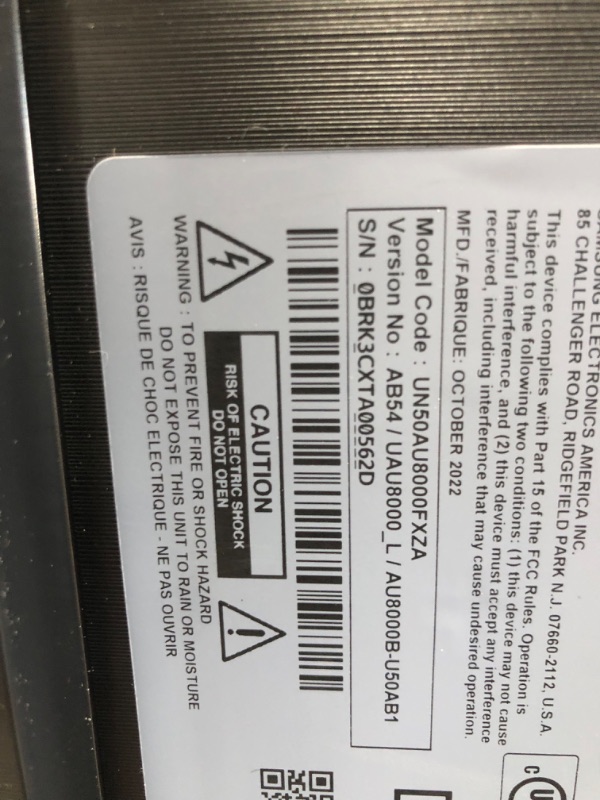 SAMSUNG ELECTRONICS AMERICA INC.
85 CHALLENGER ROAD, RIDGEFIELD PARK N.J. 07660-2112, U.S.A.
This device complies with Part 15 of the FCC Rules. Operation is
subject to the following two conditions: (1) this device may not cause
harmful interference, and (2) this device must accept any interference
received, including interference that may cause undesired operation.
MFD./FABRIQUE: OCTOBER 2022
Model Code : UN50AU8000FXZA
Version No : AB54 / UAU8000_L / AU8000B-U50AB1
S/N : 0BRK3CXTA00562D
CAUTION
RISK OF ELECTRIC SHOCK
DO NOT OPEN
WARNING : TO PREVENT FIRE OR SHOCK HAZARD
DO NOT EXPOSE THIS UNIT TO RAIN OR MOISTURE
AVIS : RISQUE DE CHOC ELECTRIQUE - NE PAS OUVRIR
C